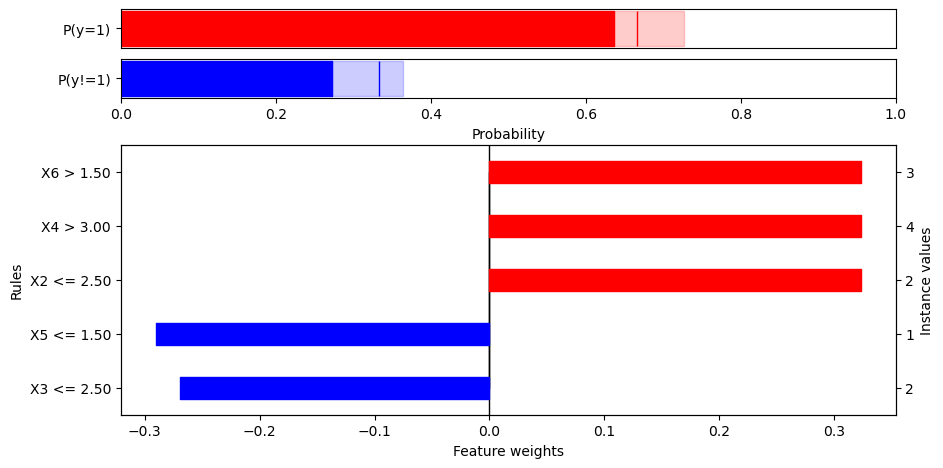 P(y=1)
P(y!=1)
0.0 0.2 0.4 0.6 0.8 1.0
Probability
Rules
Instance values
X6 > 1.50 3
X4 > 3.00 4
X2 <= 2.50 2
X5 <= 1.50 1
X3 <= 2.50 2
−0.3 −0.2 −0.1 0.0 0.1 0.2 0.3
Feature weights